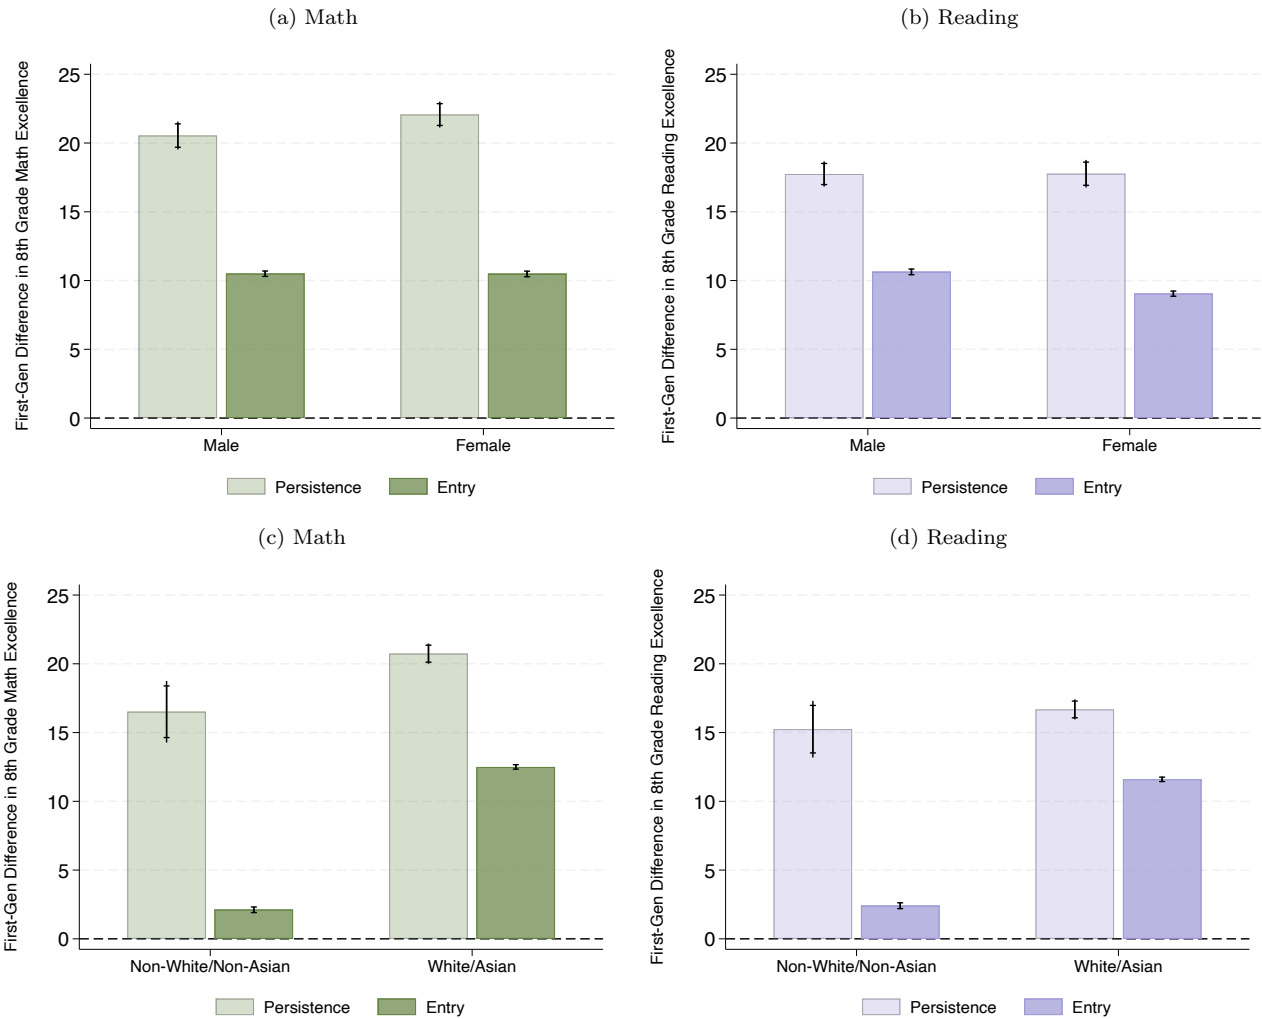 (a) Math
First-Gen Difference in 8th Grade Math Excellence
25
20
15
10
5
0
Male Female
Persistence Entry
(b) Reading
First-Gen Difference in 8th Grade Reading Excellence
25
20
15
10
5
0
Male Female
Persistence Entry
(c) Math
First-Gen Difference in 8th Grade Math Excellence
25
20
15
10
5
0
Non-White/Non-Asian White/Asian
Persistence Entry
(d) Reading
First-Gen Difference in 8th Grade Reading Excellence
25
20
15
10
5
0
Non-White/Non-Asian White/Asian
Persistence Entry